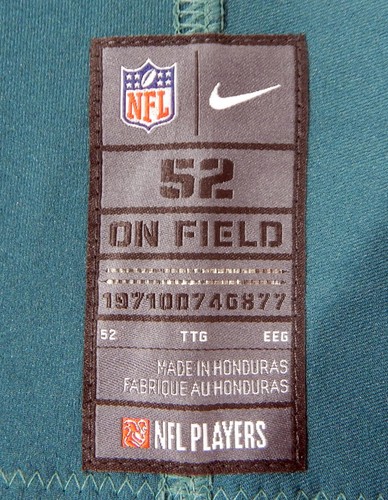 NFL
52
ON FIELD
197100746877
52 TTG EEG
MADE IN HONDURAS
FABRIQUE AU HONDURAS
NFL PLAYERS